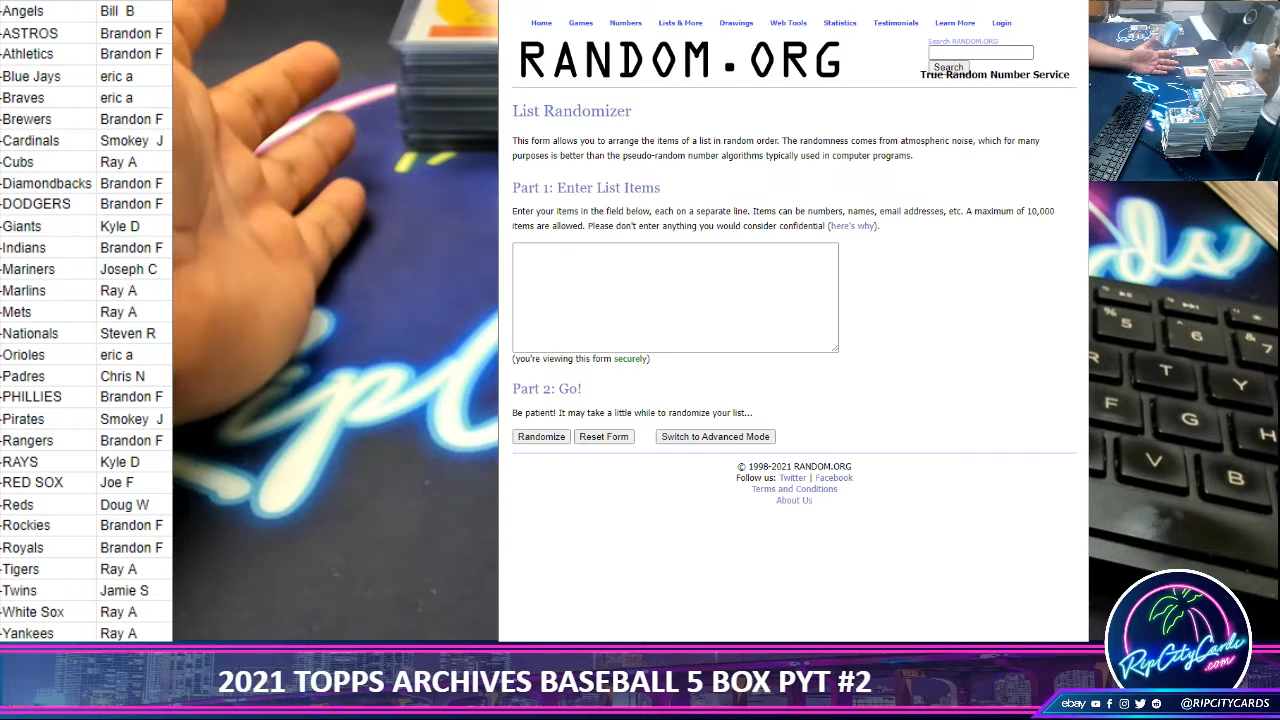 -Angels Bill B
-ASTROS Brandon F
-Athletics Brandon F
-Blue Jays eric a
-Braves eric a
-Brewers Brandon F
-Cardinals Smokey J
-Cubs Ray A
-Diamondbacks Brandon F
-DODGERS Brandon F
-Giants Kyle D
-Indians Brandon F
-Mariners Joseph C
-Marlins Ray A
-Mets Ray A
-Nationals Steven R
-Orioles eric a
-Padres Chris N
-PHILLIES Brandon F
-Pirates Smokey J
-Rangers Brandon F
-RAYS Kyle D
-RED SOX Joe F
-Reds Doug W
-Rockies Brandon F
-Royals Brandon F
-Tigers Ray A
-Twins Jamie S
-White Sox Ray A
-Yankees Ray A
Home Games Numbers Lists & More Drawings Web Tools Statistics Testimonials Learn More Login
RANDOM.ORG
Search RANDOM.ORG
Search
True Random Number Service
List Randomizer
This form allows you to arrange the items of a list in random order. The randomness comes from atmospheric noise, which for many
purposes is better than the pseudo-random number algorithms typically used in computer programs.
Part 1: Enter List Items
Enter your items in the field below, each on a separate line. Items can be numbers, names, email addresses, etc. A maximum of 10,000
items are allowed. Please don't enter anything you would consider confidential (here's why).
(you're viewing this form securely)
Part 2: Go!
Be patient! It may take a little while to randomize your list...
Randomize Reset Form Switch to Advanced Mode
© 1998-2021 RANDOM.ORG
Follow us: Twitter | Facebook
Terms and Conditions
About Us
% 5 ^ 6 & 7
R T Y
F G H
V B
RipCityCards
.com
2021 TOPPS ARCHIVES BASEBALL 5 BOX PYT #2
ebay @RIPCITYCARDS